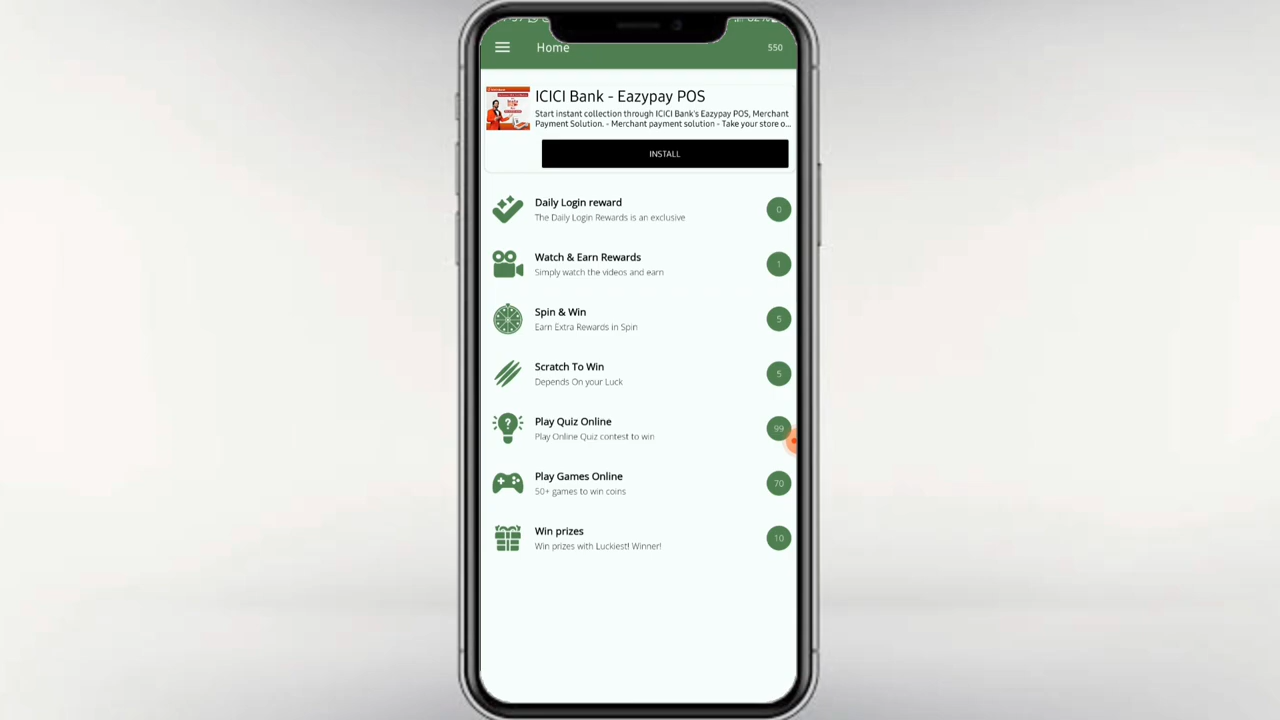 Home
550
ICICI Bank - Eazypay POS
Start instant collection through ICICI Bank's Eazypay POS, Merchant
Payment Solution. - Merchant payment solution - Take your store o...
INSTALL
Daily Login reward
0
The Daily Login Rewards is an exclusive
Watch & Earn Rewards
1
Simply watch the videos and earn
Spin & Win
5
Earn Extra Rewards in Spin
Scratch To Win
5
Depends On your Luck
Play Quiz Online
99
Play Online Quiz contest to win
Play Games Online
70
50+ games to win coins
Win prizes
10
Win prizes with Luckiest! Winner!